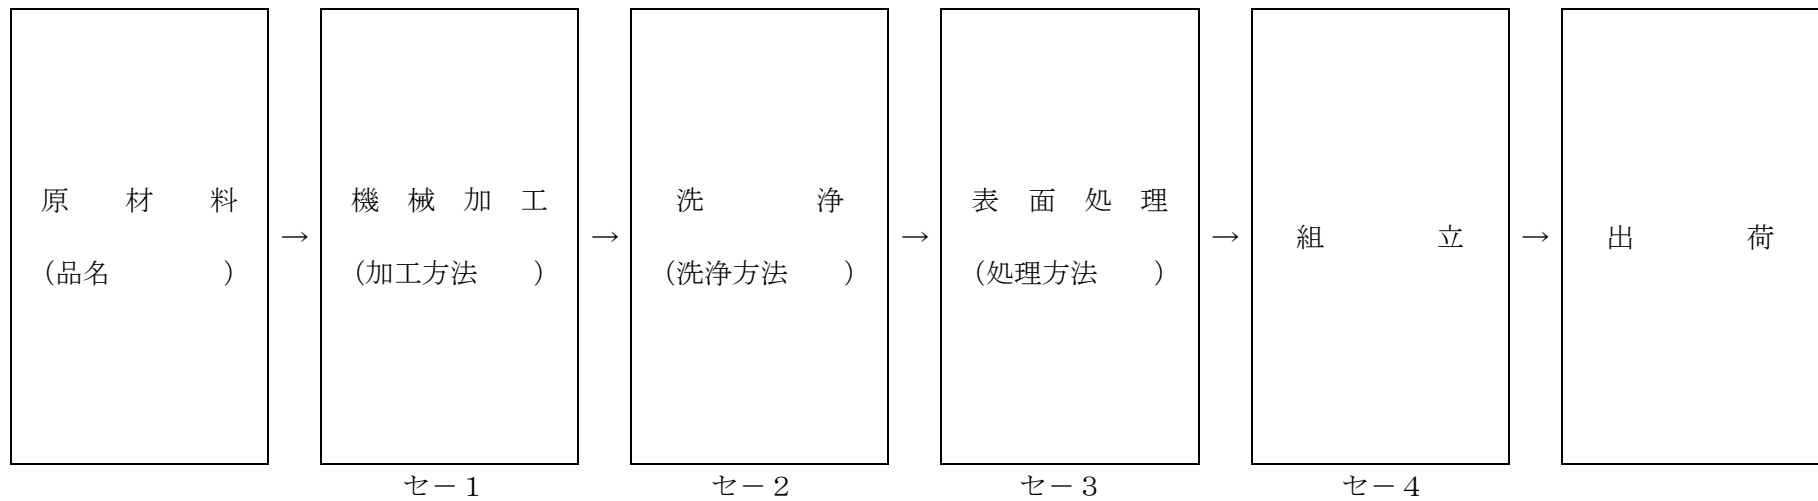 原材料
(品名　　　　)
→
機械加工
(加工方法　　)
→
洗浄
(洗浄方法　　)
→
表面処理
(処理方法　　)
→
組立
→
出荷
セ－１
セ－２
セ－３
セ－４